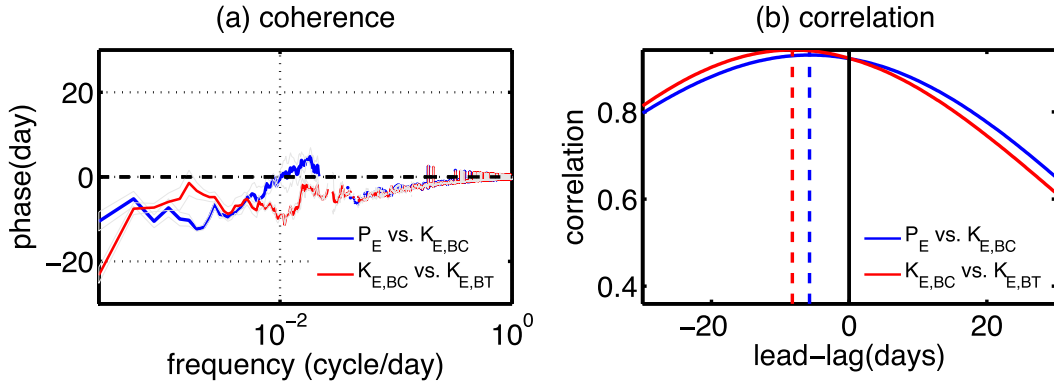 (a) coherence
phase(day)
20
0
−20
P_E vs. K_E,BC
K_E,BC vs. K_E,BT
10^−2
10^0
frequency (cycle/day)
(b) correlation
correlation
0.8
0.6
0.4
P_E vs. K_E,BC
K_E,BC vs. K_E,BT
−20
0
20
lead−lag(days)